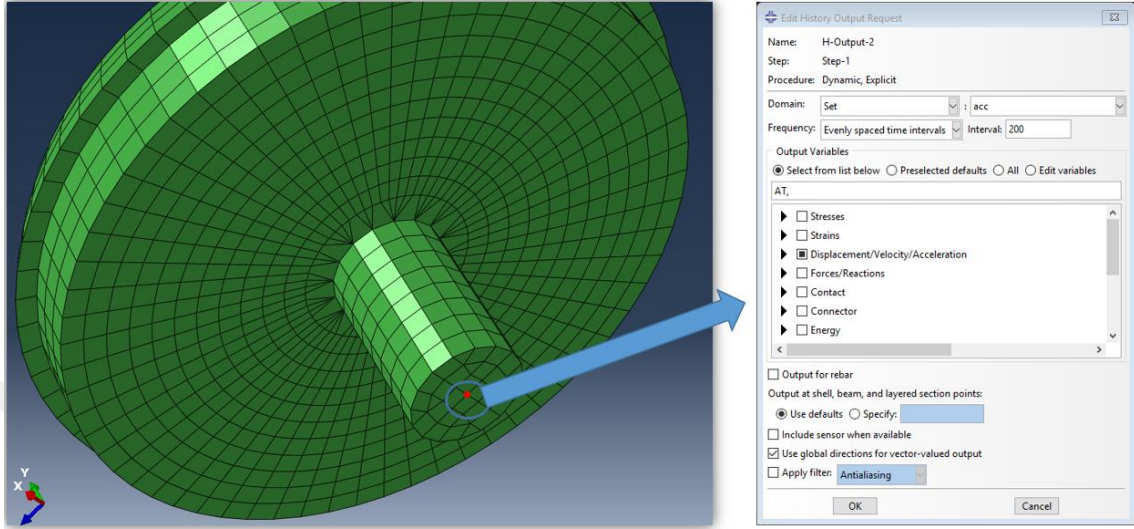 Edit History Output Request
Name: H-Output-2
Step: Step-1
Procedure: Dynamic, Explicit
Domain: Set : acc
Frequency: Evenly spaced time intervals Interval: 200
Output Variables
Select from list below Preselected defaults All Edit variables
AT,
Stresses
Strains
Displacement/Velocity/Acceleration
Forces/Reactions
Contact
Connector
Energy
Output for rebar
Output at shell, beam, and layered section points:
Use defaults Specify:
Include sensor when available
Use global directions for vector-valued output
Apply filter: Antialiasing
OK Cancel
Y
X